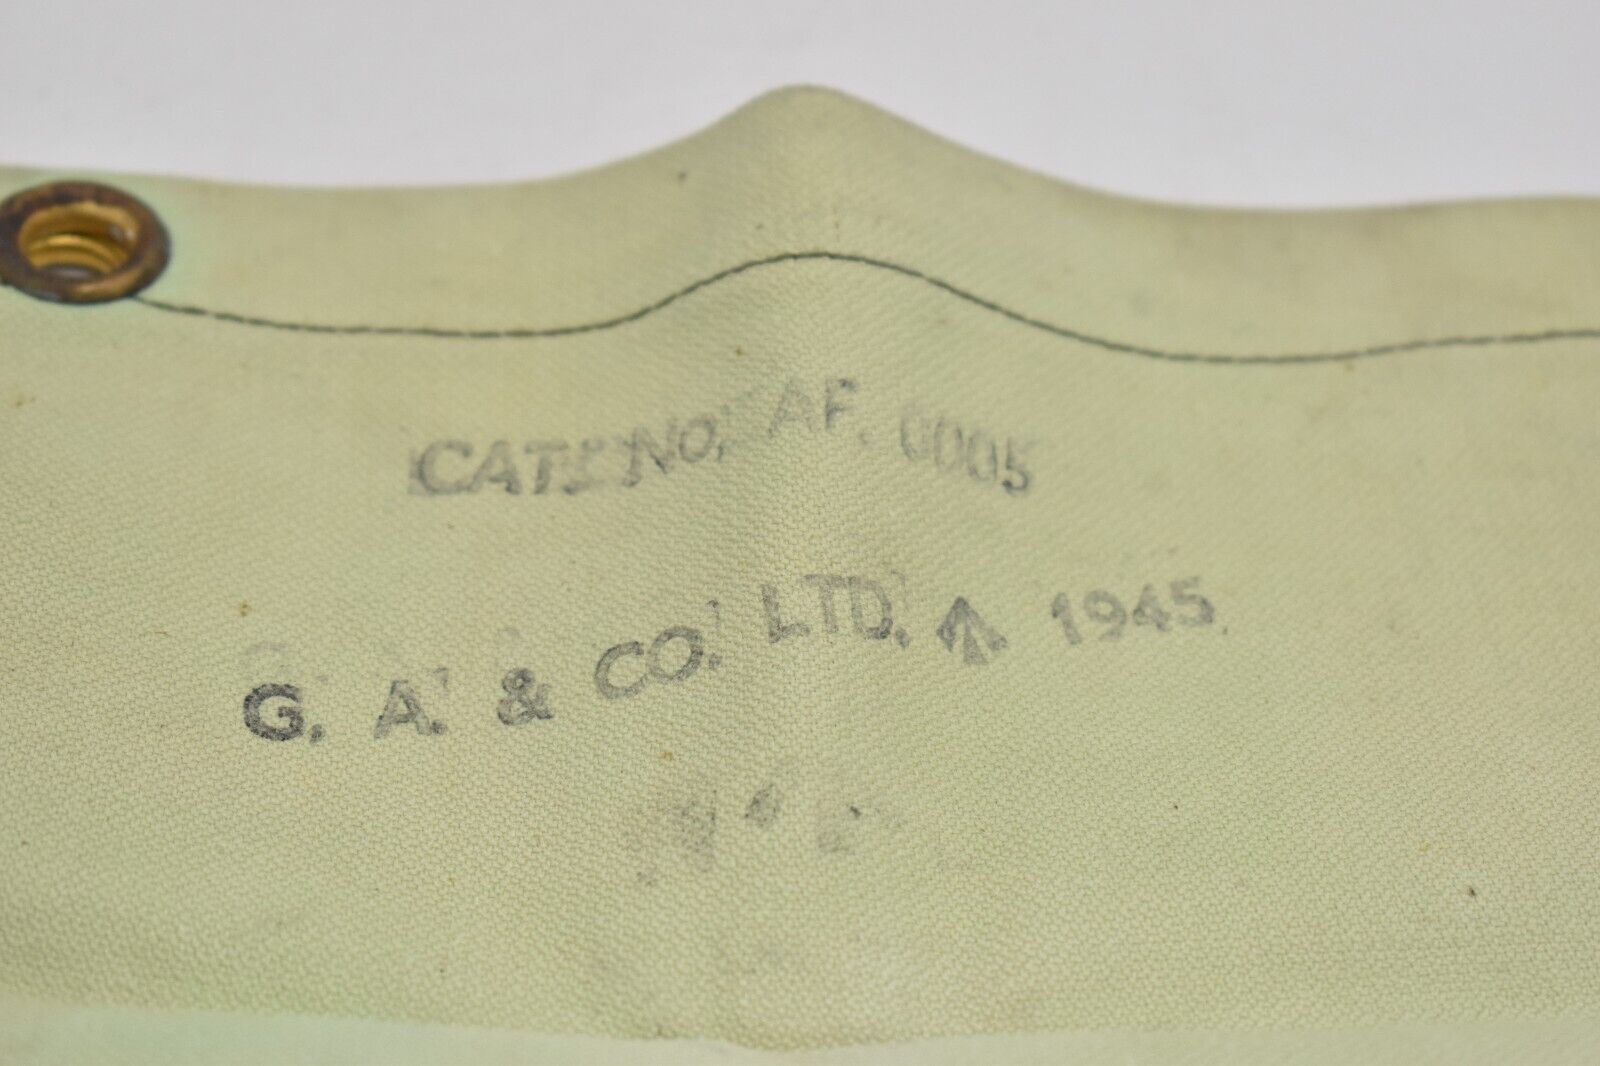 CAT. NO. AF. 0005
G. A. & CO. LTD. ↑ 1945